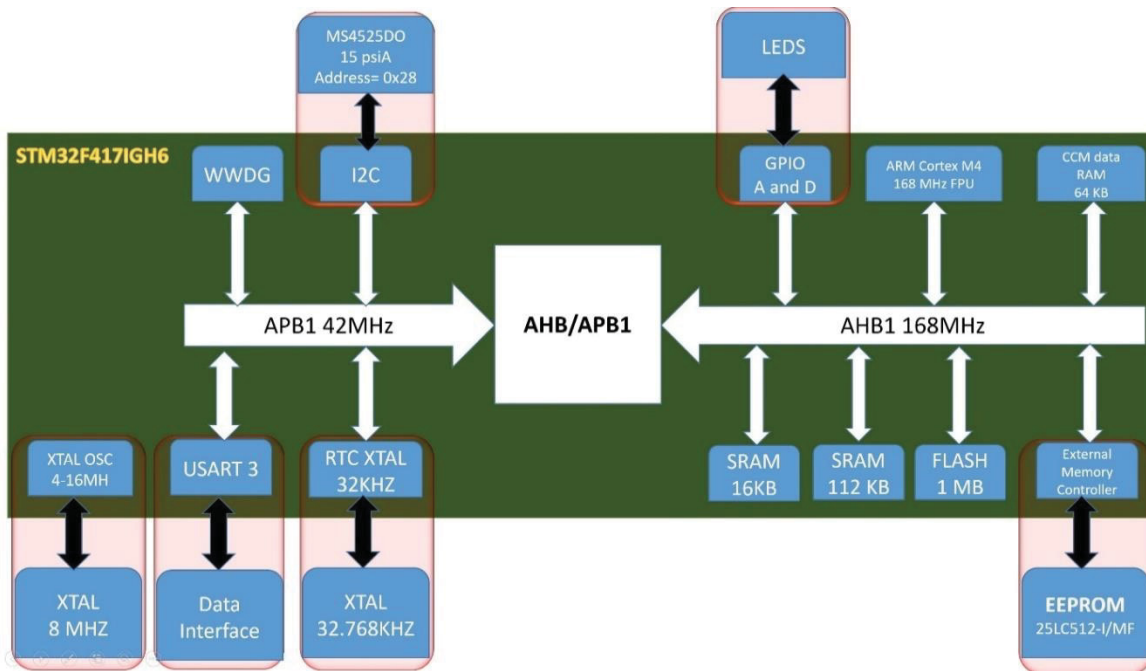 MS4525DO
15 psiA
Address= 0x28
LEDS
STM32F417IGH6
WWDG
I2C
GPIO
A and D
ARM Cortex M4
168 MHz FPU
CCM data
RAM
64 KB
APB1 42MHz
AHB/APB1
AHB1 168MHz
XTAL OSC
4-16MH
USART 3
RTC XTAL
32KHZ
SRAM
16KB
SRAM
112 KB
FLASH
1 MB
External
Memory
Controller
XTAL
8 MHZ
Data
Interface
XTAL
32.768KHZ
EEPROM
25LC512-I/MF